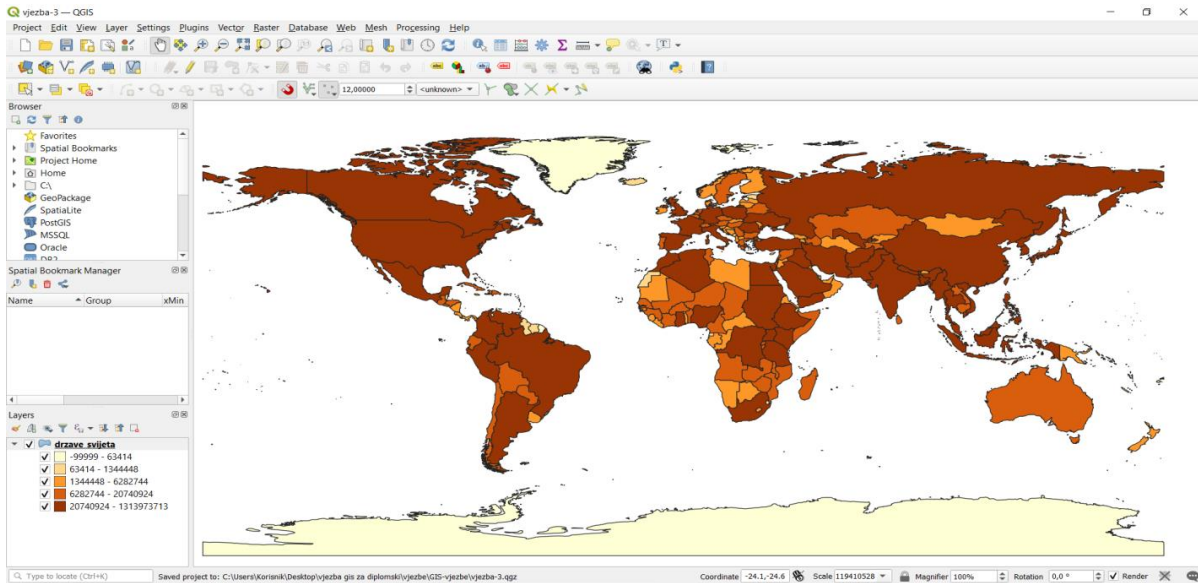 vjezba-3 — QGIS
Project Edit View Layer Settings Plugins Vector Raster Database Web Mesh Processing Help
12,00000 <unknown>
Browser
Favorites
Spatial Bookmarks
Project Home
Home
C:\
GeoPackage
SpatiaLite
PostGIS
MSSQL
Oracle
DB2
Spatial Bookmark Manager
Name Group xMin
Layers
drzave_svijeta
-99999 - 63414
63414 - 1344448
1344448 - 6282744
6282744 - 20740924
20740924 - 1313973713
Type to locate (Ctrl+K) Saved project to: C:\Users\Korisnik\Desktop\vjezba gis za diplomski\vjezbe\GIS-vjezbe\vjezba-3.qgz Coordinate -24.1,-24.6 Scale 119410528 Magnifier 100% Rotation 0,0 ° Render